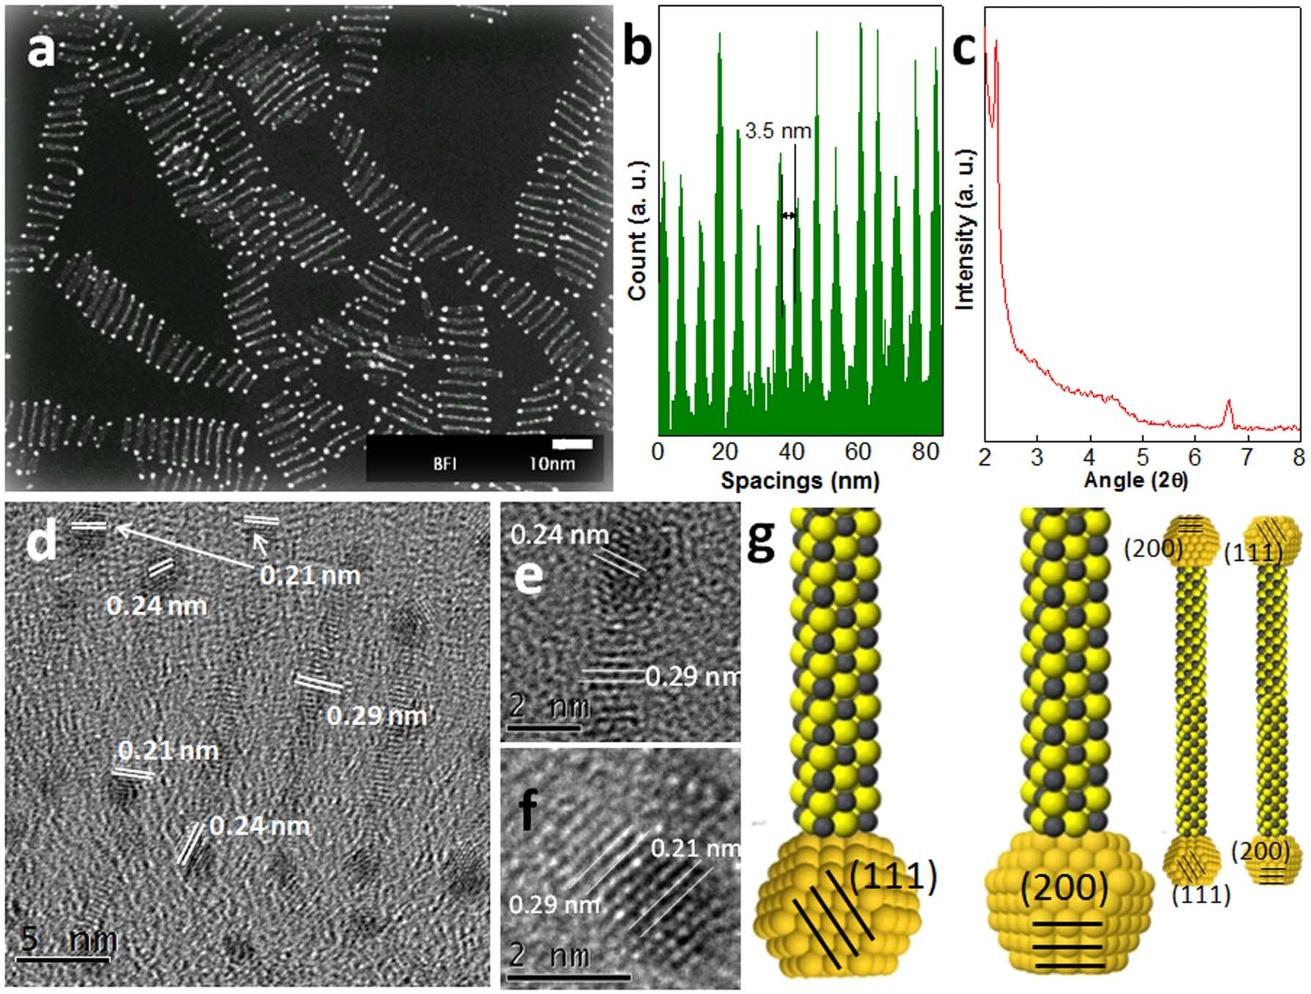 a
BFI 10nm
b
3.5 nm
Count (a. u.)
0 20 40 60 80
Spacings (nm)
c
Intensity (a. u.)
2 3 4 5 6 7 8
Angle (2θ)
d
0.21 nm
0.24 nm
0.29 nm
0.21 nm
0.24 nm
5 nm
0.24 nm
e
0.29 nm
2 nm
f
0.21 nm
0.29 nm
2 nm
g
(111)
(200)
(200)
(111)
(200)
(111)